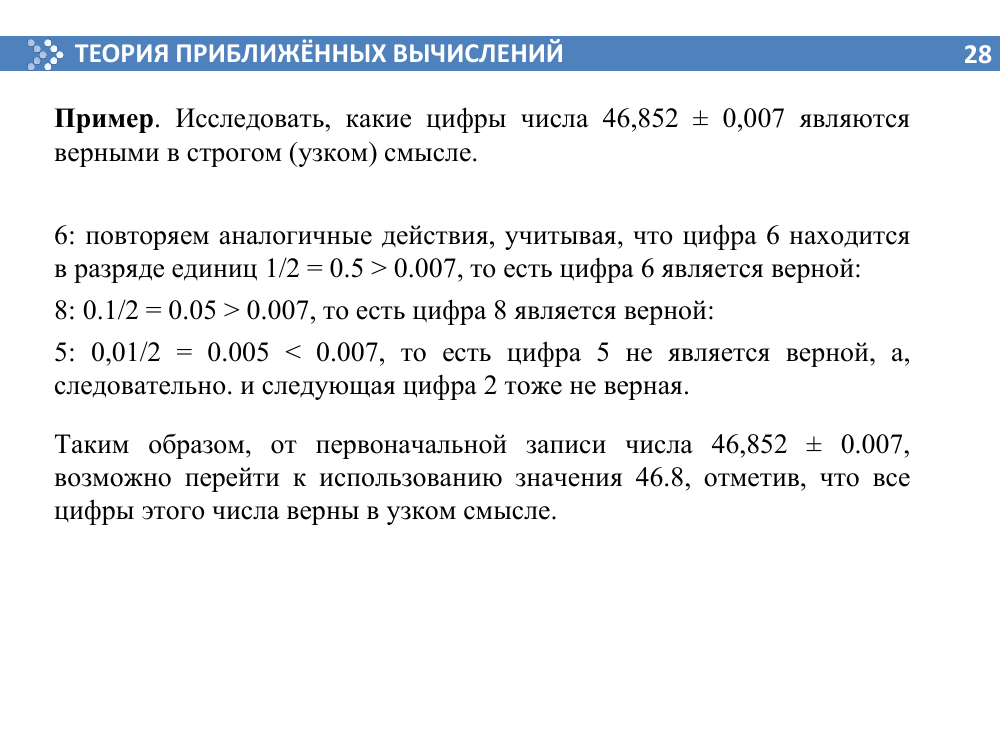 ТЕОРИЯ ПРИБЛИЖЁННЫХ ВЫЧИСЛЕНИЙ 28
Пример. Исследовать, какие цифры числа 46,852 ± 0,007 являются
верными в строгом (узком) смысле.
6: повторяем аналогичные действия, учитывая, что цифра 6 находится
в разряде единиц 1/2 = 0.5 > 0.007, то есть цифра 6 является верной:
8: 0.1/2 = 0.05 > 0.007, то есть цифра 8 является верной:
5: 0,01/2 = 0.005 < 0.007, то есть цифра 5 не является верной, а,
следовательно. и следующая цифра 2 тоже не верная.
Таким образом, от первоначальной записи числа 46,852 ± 0.007,
возможно перейти к использованию значения 46.8, отметив, что все
цифры этого числа верны в узком смысле.